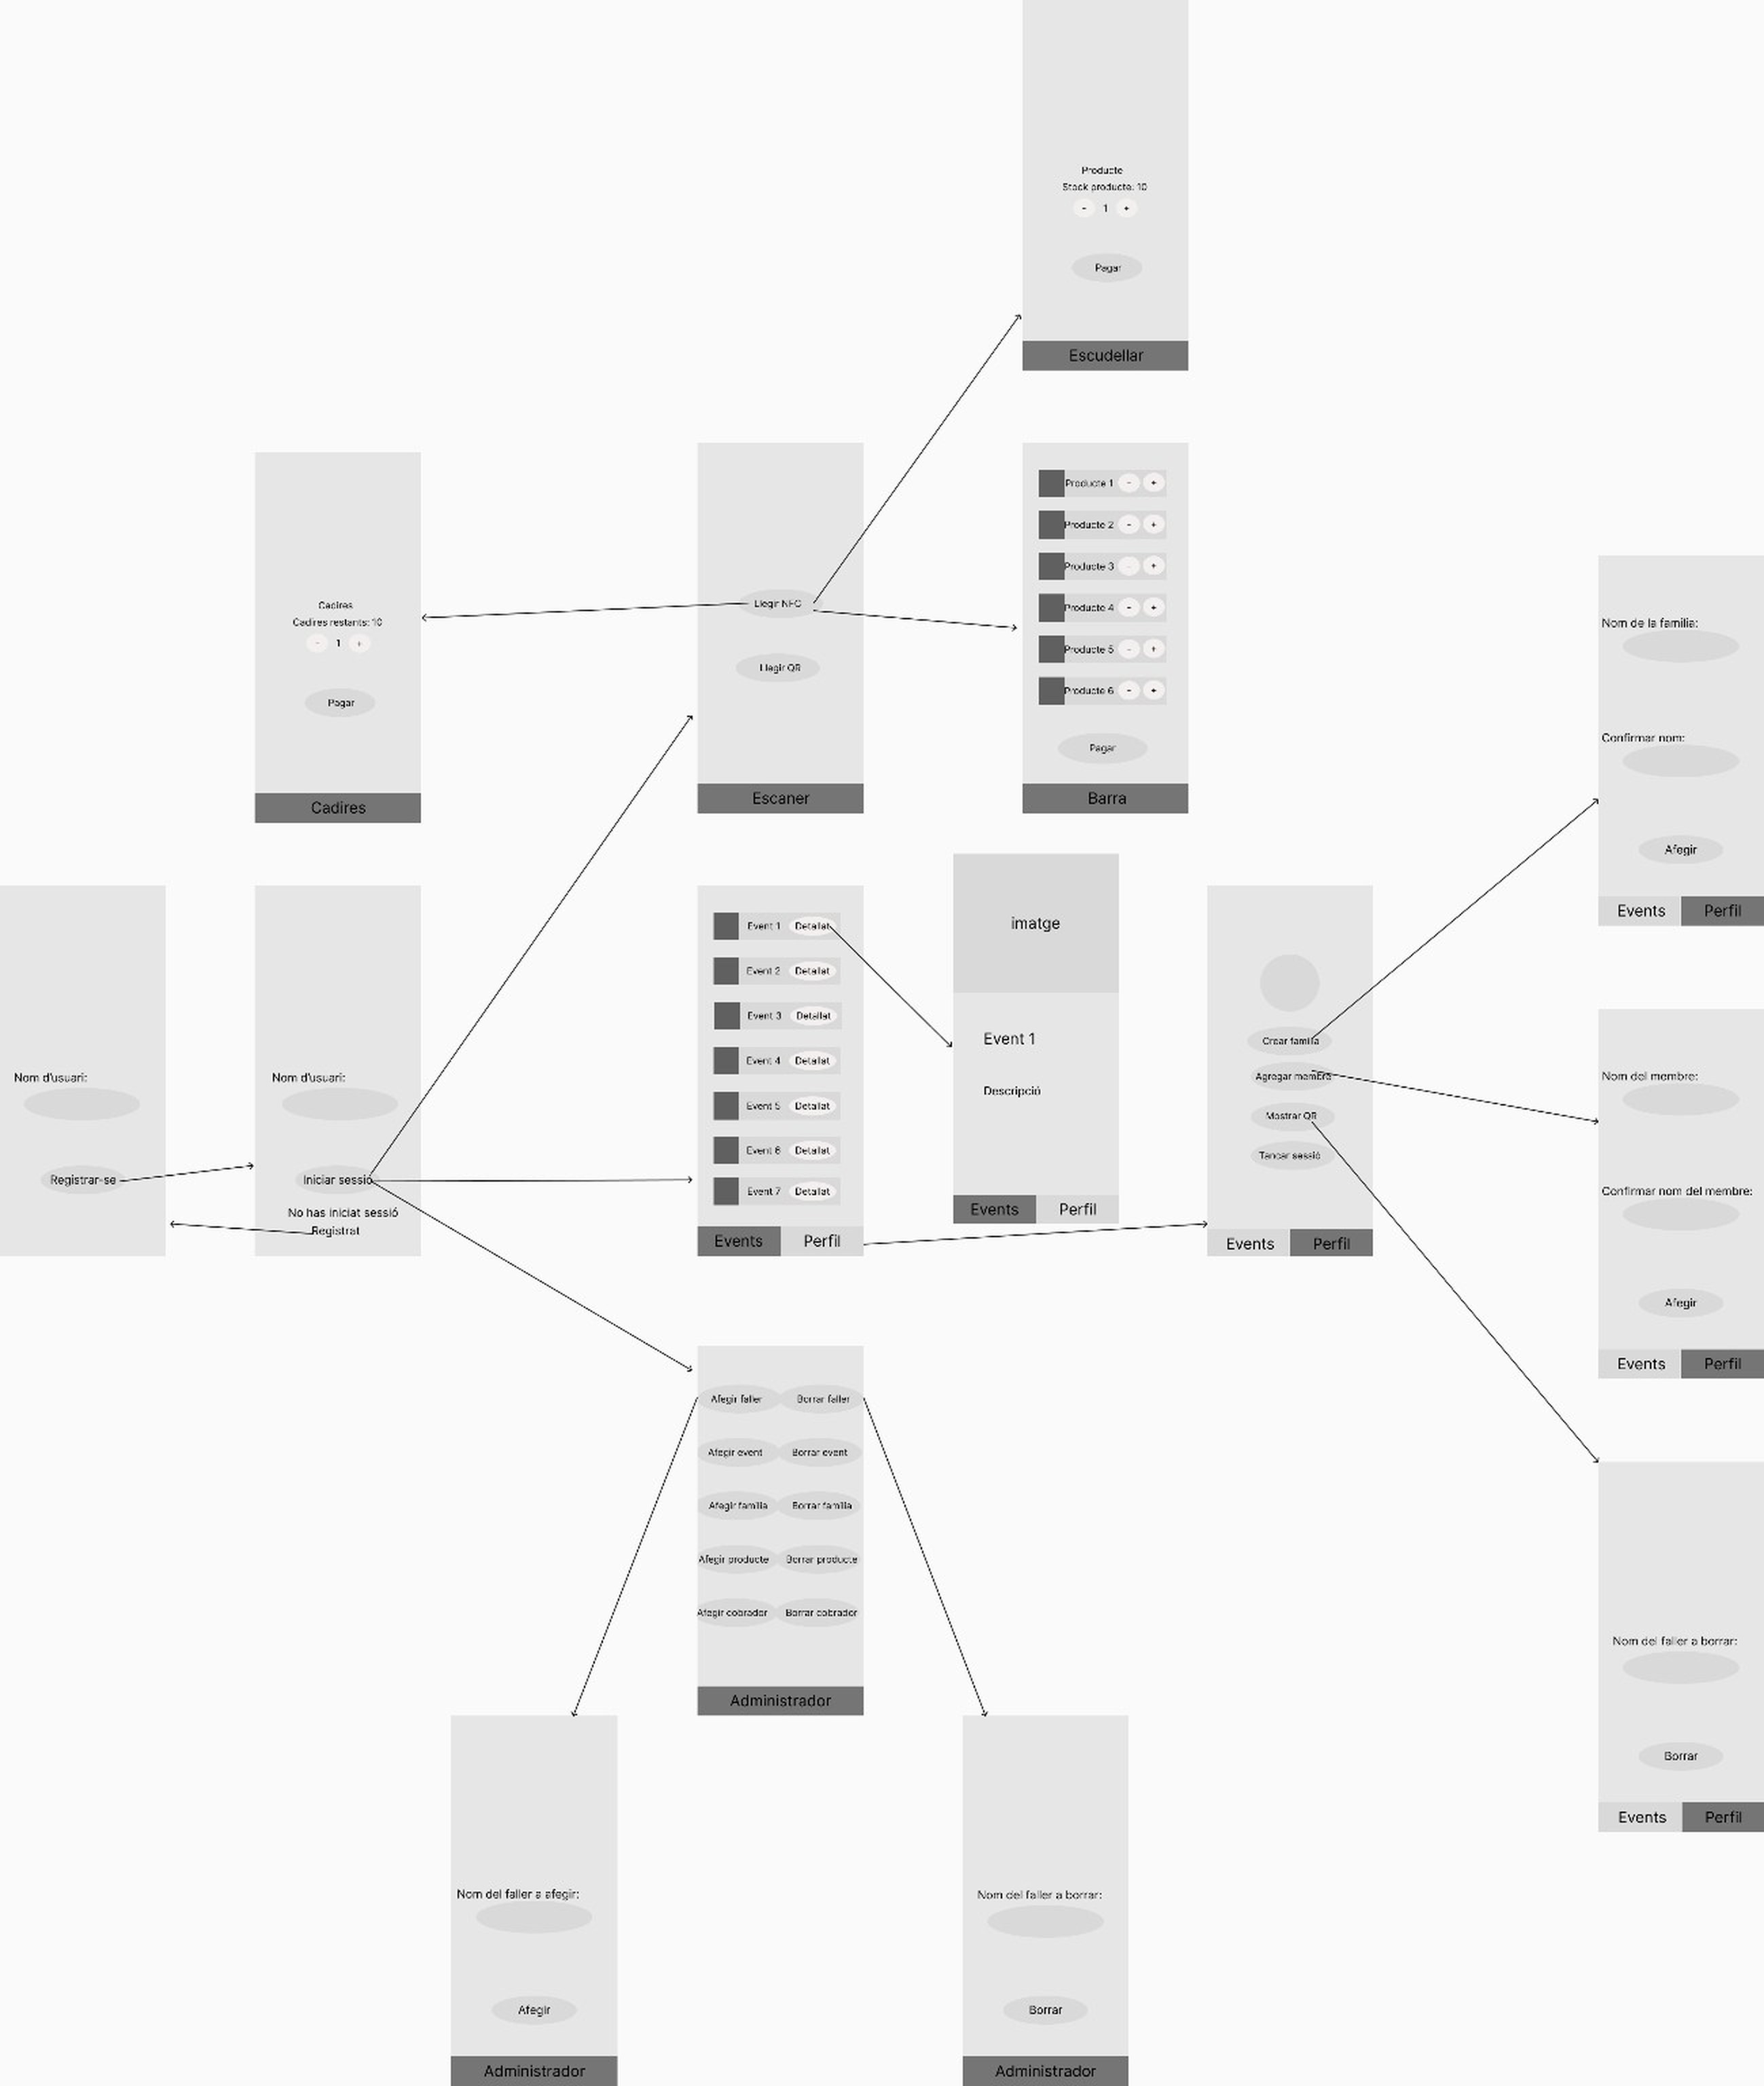 Producte
Stock producte: 10
- 1 +
Pagar
Escudellar
Cadires
Cadires restants: 10
- 1 +
Pagar
Cadires
Llegir NFC
Llegir QR
Escaner
Producte 1 - +
Producte 2 - +
Producte 3 - +
Producte 4 - +
Producte 5 - +
Producte 6 - +
Pagar
Barra
Nom de la familia:
Confirmar nom:
Afegir
Events Perfil
Nom d'usuari:
Registrar-se
Nom d'usuari:
Iniciar sessió
No has iniciat sessió
Registrat
Event 1 Detallat
Event 2 Detallat
Event 3 Detallat
Event 4 Detallat
Event 5 Detallat
Event 6 Detallat
Event 7 Detallat
Events Perfil
imatge
Event 1
Descripció
Events Perfil
Crear familia
Agregar membre
Mostrar QR
Tancar sessió
Events Perfil
Nom del membre:
Confirmar nom del membre:
Afegir
Events Perfil
Afegir faller Borrar faller
Afegir event Borrar event
Afegir familia Borrar familia
Afegir producte Borrar producte
Afegir cobrador Borrar cobrador
Administrador
Nom del faller a borrar:
Borrar
Events Perfil
Nom del faller a afegir:
Afegir
Administrador
Nom del faller a borrar:
Borrar
Administrador